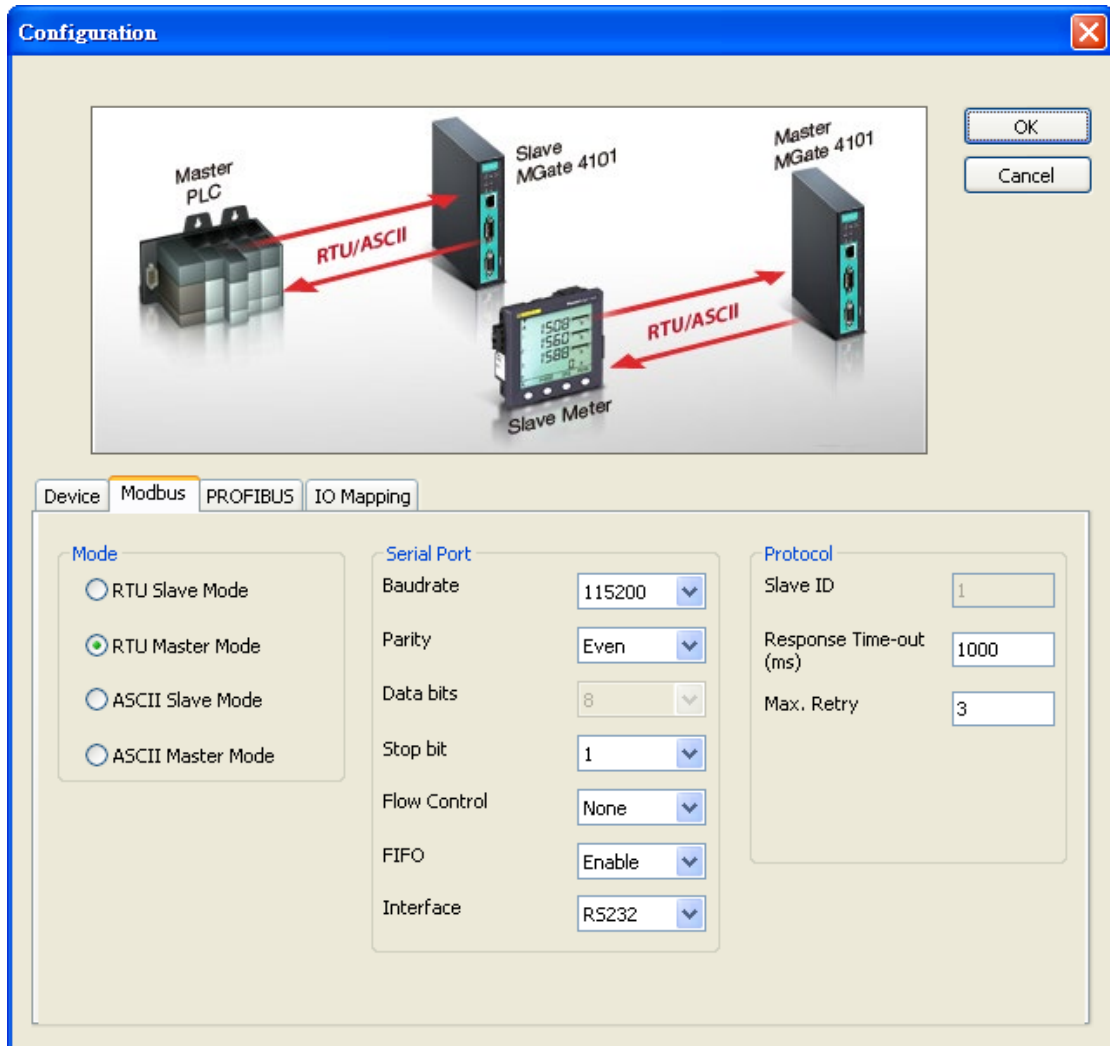 Configuration
OK
Cancel
Master
PLC
Slave
MGate 4101
Master
MGate 4101
RTU/ASCII
RTU/ASCII
Slave Meter
Device
Modbus
PROFIBUS
IO Mapping
Mode
RTU Slave Mode
RTU Master Mode
ASCII Slave Mode
ASCII Master Mode
Serial Port
Baudrate 115200
Parity Even
Data bits 8
Stop bit 1
Flow Control None
FIFO Enable
Interface RS232
Protocol
Slave ID 1
Response Time-out
(ms) 1000
Max. Retry 3